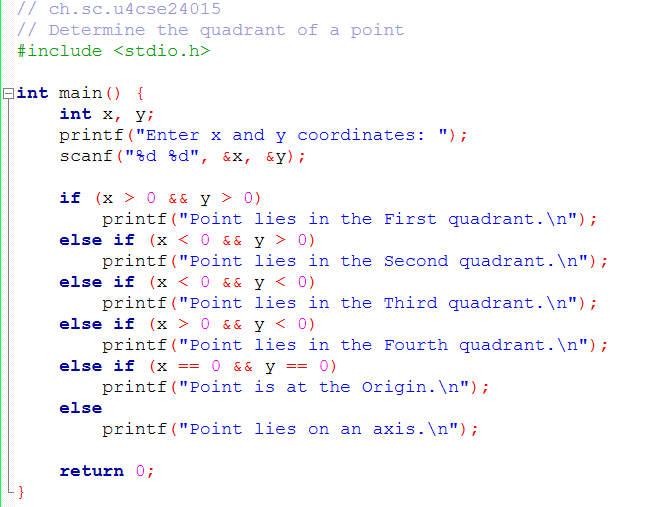 // ch.sc.u4cse24015
// Determine the quadrant of a point
#include <stdio.h>

int main() {
    int x, y;
    printf("Enter x and y coordinates: ");
    scanf("%d %d", &x, &y);

    if (x > 0 && y > 0)
        printf("Point lies in the First quadrant.\n");
    else if (x < 0 && y > 0)
        printf("Point lies in the Second quadrant.\n");
    else if (x < 0 && y < 0)
        printf("Point lies in the Third quadrant.\n");
    else if (x > 0 && y < 0)
        printf("Point lies in the Fourth quadrant.\n");
    else if (x == 0 && y == 0)
        printf("Point is at the Origin.\n");
    else
        printf("Point lies on an axis.\n");

    return 0;
}